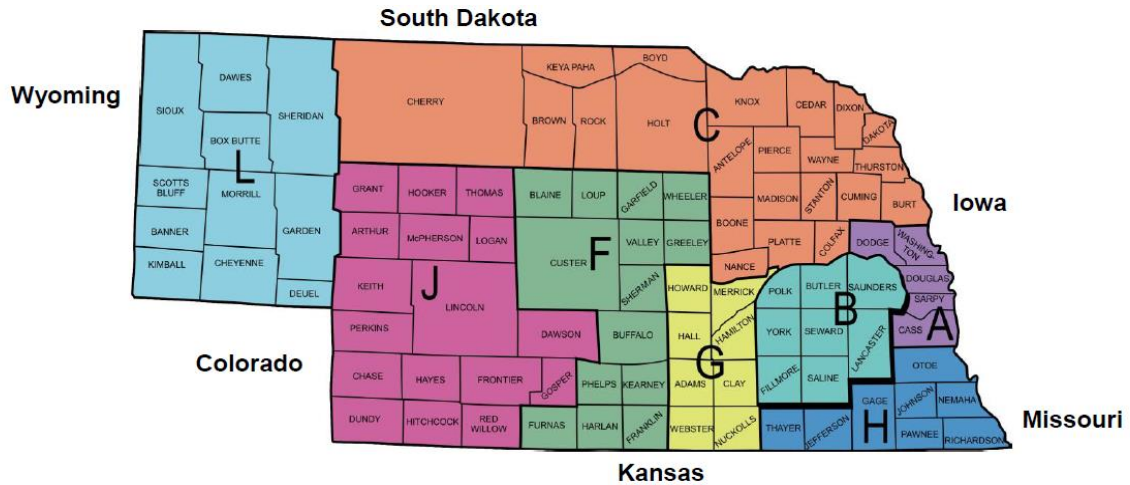 South Dakota
Wyoming
Iowa
Colorado
Missouri
Kansas
SIOUX
DAWES
SHERIDAN
BOX BUTTE
L
SCOTTS
BLUFF
MORRILL
BANNER
GARDEN
KIMBALL
CHEYENNE
DEUEL
CHERRY
KEYA PAHA
BOYD
BROWN
ROCK
HOLT
C
KNOX
CEDAR
DIXON
DAKOTA
ANTELOPE
PIERCE
WAYNE
THURSTON
MADISON
STANTON
CUMING
BURT
BOONE
PLATTE
COLFAX
NANCE
GRANT
HOOKER
THOMAS
ARTHUR
McPHERSON
LOGAN
KEITH
J
LINCOLN
PERKINS
DAWSON
CHASE
HAYES
FRONTIER
GOSPER
DUNDY
HITCHCOCK
RED
WILLOW
BLAINE
LOUP
GARFIELD
WHEELER
CUSTER
F
VALLEY
GREELEY
SHERMAN
BUFFALO
PHELPS
KEARNEY
FURNAS
HARLAN
FRANKLIN
HOWARD
MERRICK
HALL
HAMILTON
G
ADAMS
CLAY
WEBSTER
NUCKOLLS
POLK
BUTLER
SAUNDERS
B
YORK
SEWARD
LANCASTER
FILLMORE
SALINE
DODGE
WASHING-
TON
DOUGLAS
SARPY
CASS
A
OTOE
GAGE
JOHNSON
NEMAHA
THAYER
JEFFERSON
H
PAWNEE
RICHARDSON